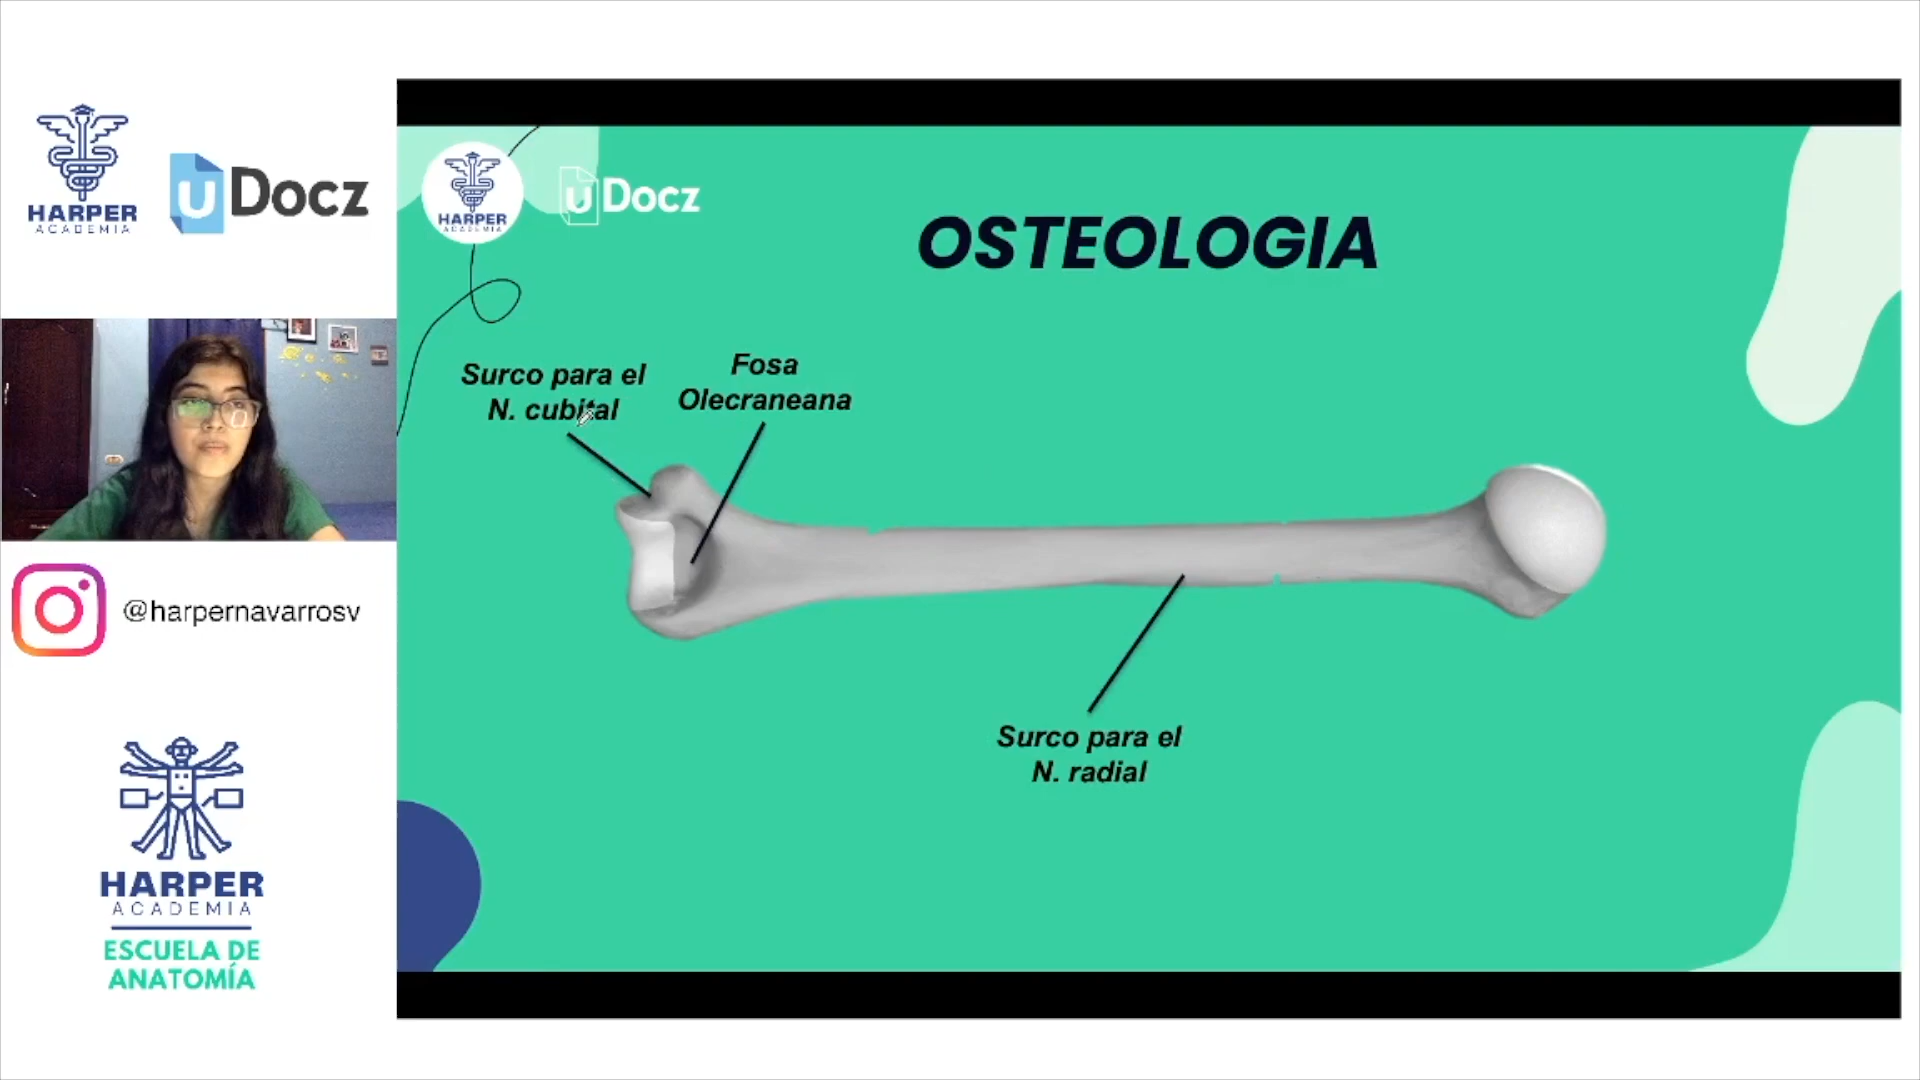 HARPER
ACADEMIA
uDocz
HARPER
ACADEMIA
uDocz
OSTEOLOGIA
Surco para el
N. cubital
Fosa
Olecraneana
Surco para el
N. radial
@harpernavarrosv
HARPER
ACADEMIA
ESCUELA DE
ANATOMÍA